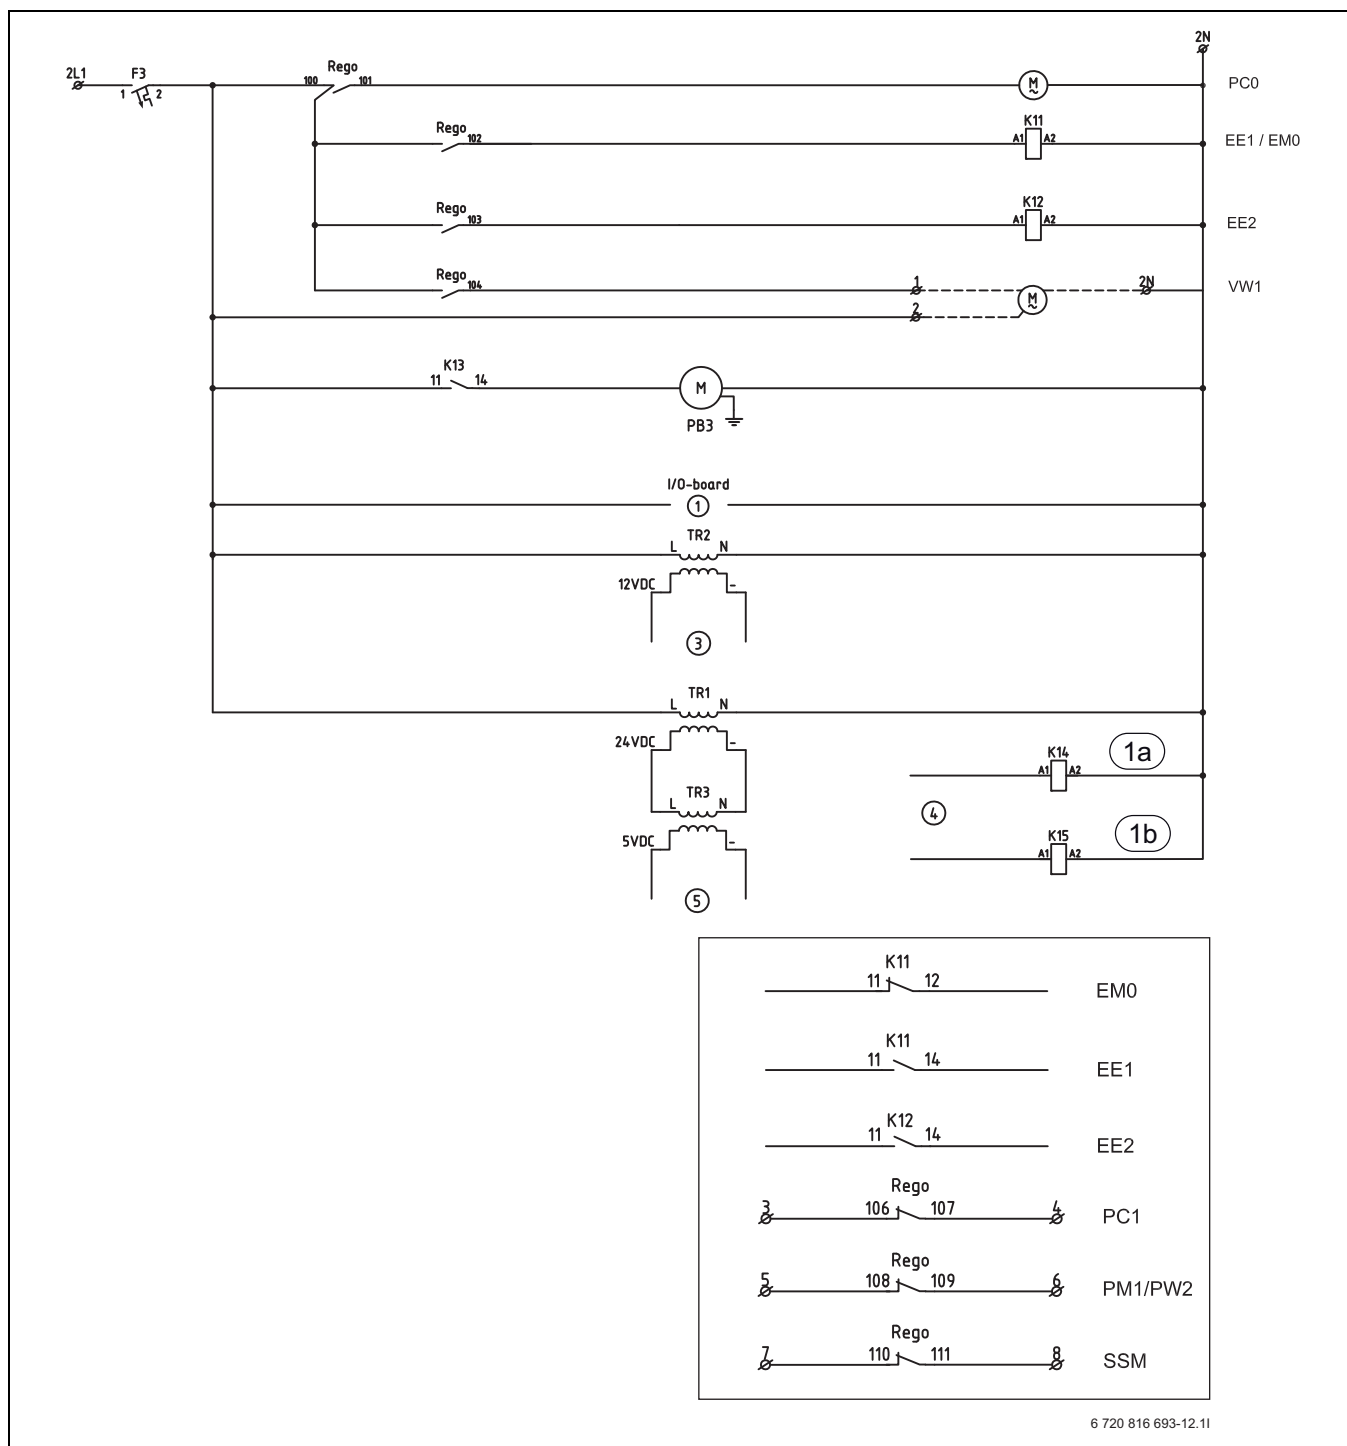 2N
2L1 F3 Rego
1 2 100 101 M ~ PC0
K11
Rego 102 A1 A2 EE1 / EM0
K12
Rego 103 A1 A2 EE2
Rego 104 1 2N VW1
M ~
2
K13
11 14 M
PB3
I/O-board
1
TR2
L N
12VDC -
3
TR1
L N
24VDC - K14 1a
A1 A2
TR3
L N 4
5VDC - K15 1b
A1 A2
5
K11
11 12 EM0
K11
11 14 EE1
K12
11 14 EE2
Rego
3 106 107 4 PC1
Rego
5 108 109 6 PM1/PW2
Rego
7 110 111 8 SSM
6 720 816 693-12.1I